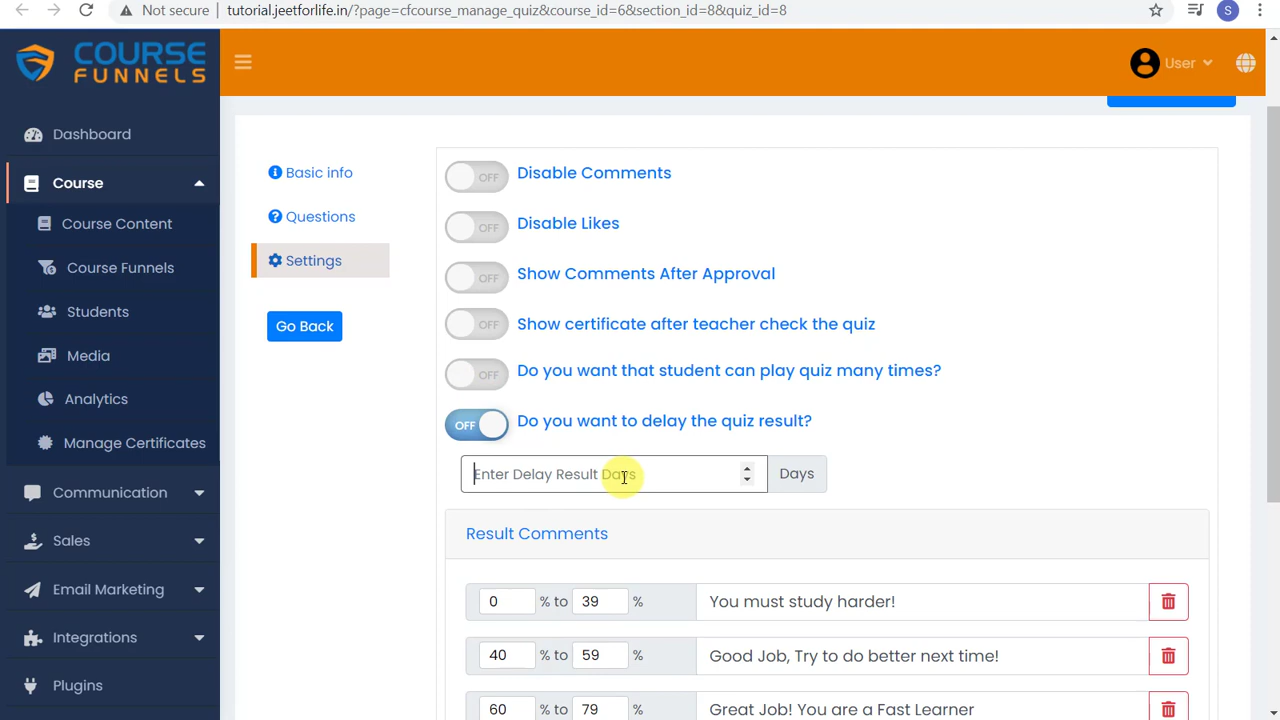 Not secure
tutorial.jeetforlife.in/?page=cfcourse_manage_quiz&course_id=6&section_id=8&quiz_id=8
S
COURSE
FUNNELS
User
Dashboard
Course
Course Content
Course Funnels
Students
Media
Analytics
Manage Certificates
Communication
Sales
Email Marketing
Integrations
Plugins
Basic info
Questions
Settings
Go Back
OFF Disable Comments
OFF Disable Likes
OFF Show Comments After Approval
OFF Show certificate after teacher check the quiz
OFF Do you want that student can play quiz many times?
OFF Do you want to delay the quiz result?
Enter Delay Result Days Days
Result Comments
0 % to 39 % You must study harder!
40 % to 59 % Good Job, Try to do better next time!
60 % to 79 % Great Job! You are a Fast Learner